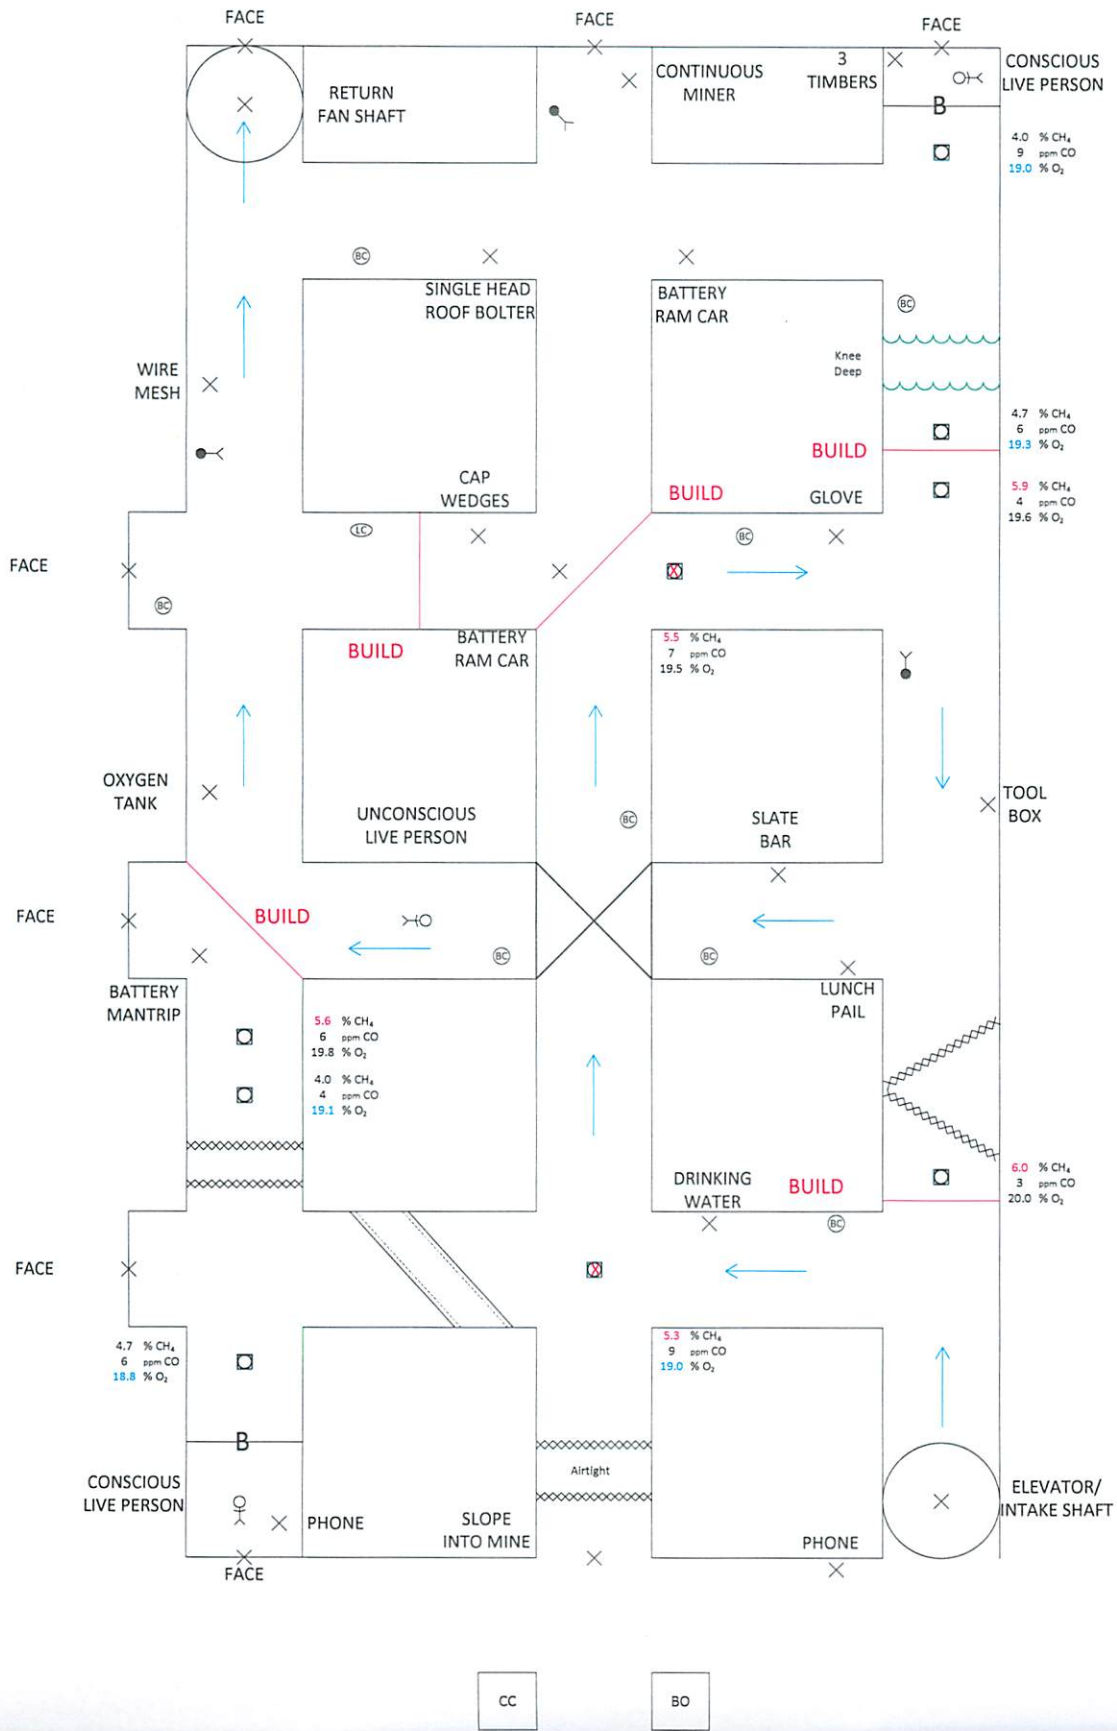 FACE
FACE
FACE
RETURN
FAN SHAFT
CONTINUOUS
MINER
3
TIMBERS
CONSCIOUS
LIVE PERSON
B
4.0 % CH₄
9 ppm CO
19.0 % O₂
BC
SINGLE HEAD
ROOF BOLTER
BATTERY
RAM CAR
BC
WIRE
MESH
Knee
Deep
4.7 % CH₄
6 ppm CO
19.3 % O₂
BUILD
CAP
WEDGES
BUILD
GLOVE
5.9 % CH₄
4 ppm CO
19.6 % O₂
LC
BC
FACE
BC
BUILD
BATTERY
RAM CAR
5.5 % CH₄
7 ppm CO
19.5 % O₂
OXYGEN
TANK
UNCONSCIOUS
LIVE PERSON
BC
SLATE
BAR
TOOL
BOX
FACE
BUILD
BC
BC
BATTERY
MANTRIP
LUNCH
PAIL
5.6 % CH₄
6 ppm CO
19.8 % O₂
4.0 % CH₄
4 ppm CO
19.1 % O₂
DRINKING
WATER
BUILD
6.0 % CH₄
3 ppm CO
20.0 % O₂
BC
FACE
4.7 % CH₄
6 ppm CO
18.8 % O₂
5.3 % CH₄
9 ppm CO
19.0 % O₂
B
Airtight
CONSCIOUS
LIVE PERSON
PHONE
SLOPE
INTO MINE
PHONE
ELEVATOR/
INTAKE SHAFT
FACE
CC
BO